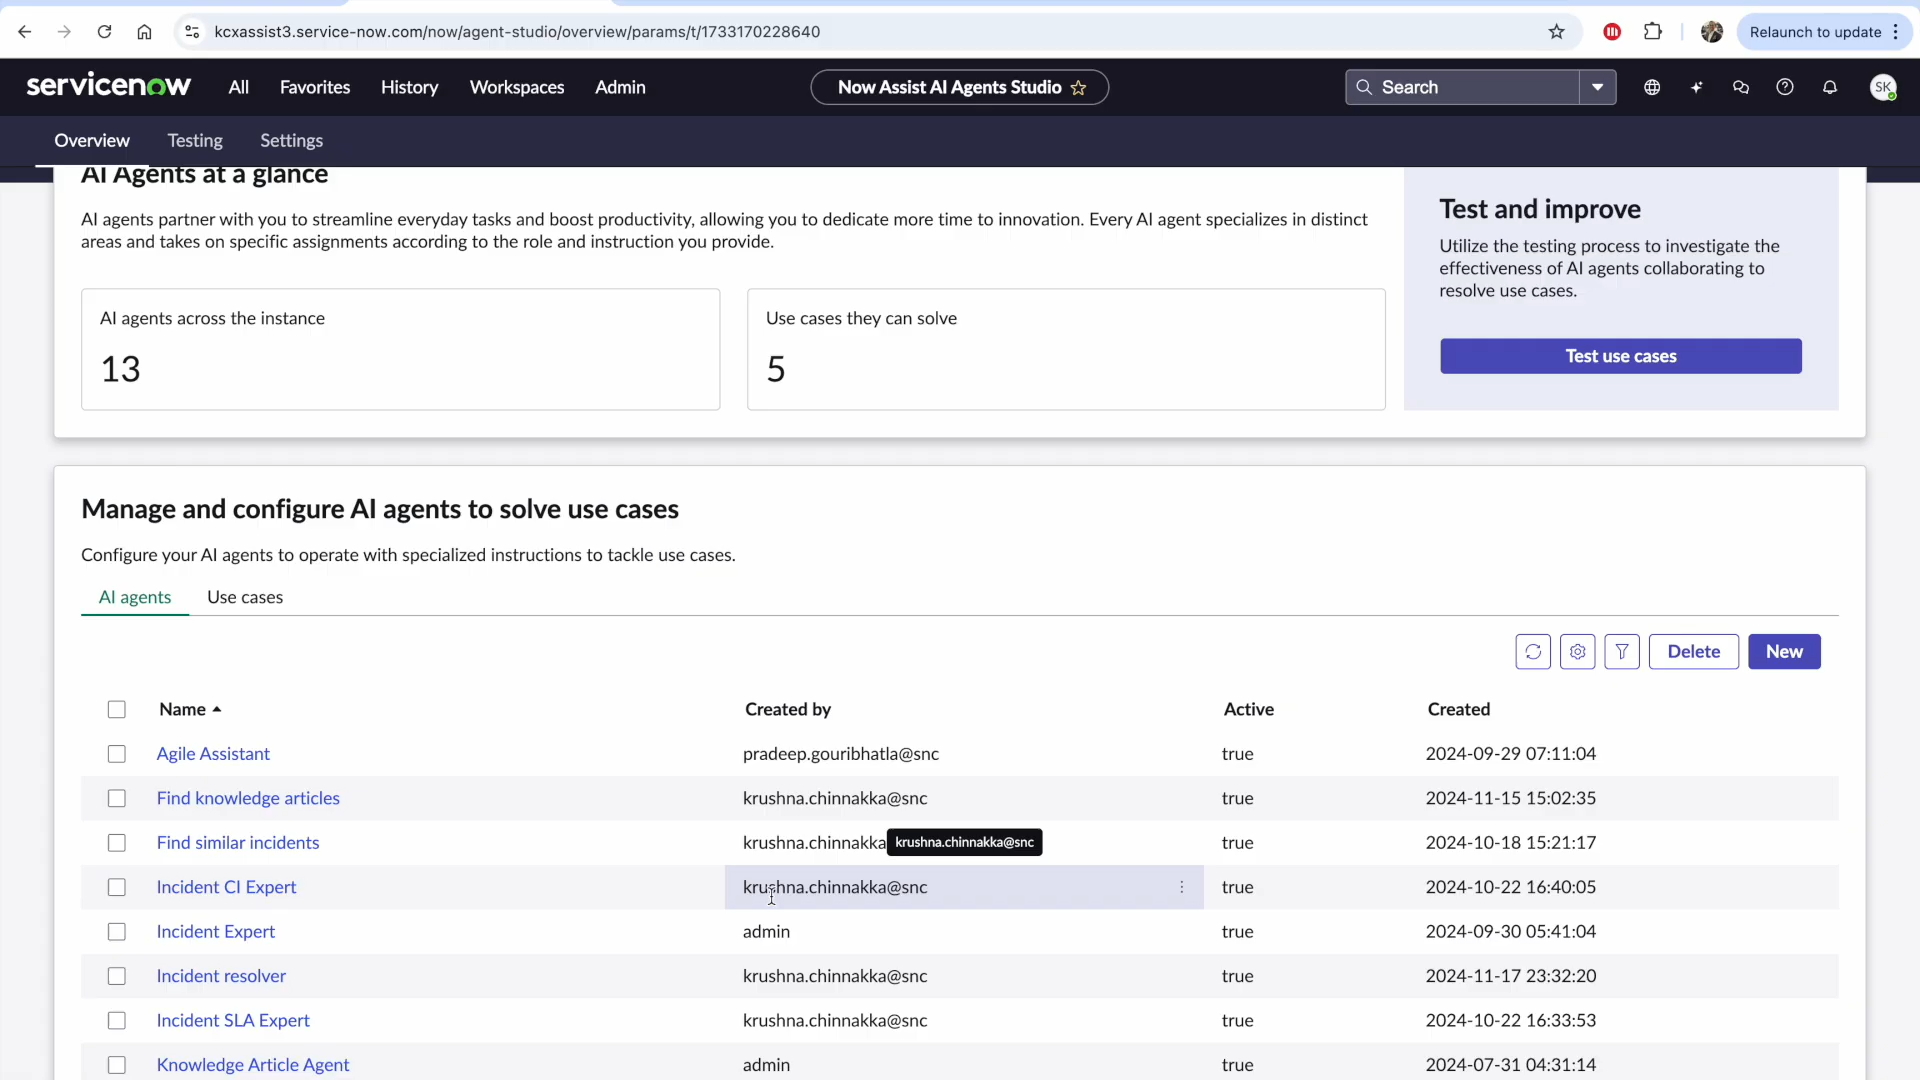 kcxassist3.service-now.com/now/agent-studio/overview/params/t/1733170228640
Relaunch to update
servicenow
All
Favorites
History
Workspaces
Admin
Now Assist AI Agents Studio
Search
SK
Overview
Testing
Settings
AI Agents at a glance
AI agents partner with you to streamline everyday tasks and boost productivity, allowing you to dedicate more time to innovation. Every AI agent specializes in distinct
areas and takes on specific assignments according to the role and instruction you provide.
AI agents across the instance
13
Use cases they can solve
5
Test and improve
Utilize the testing process to investigate the
effectiveness of AI agents collaborating to
resolve use cases.
Test use cases
Manage and configure AI agents to solve use cases
Configure your AI agents to operate with specialized instructions to tackle use cases.
AI agents
Use cases
Delete
New
Name
Created by
Active
Created
Agile Assistant
pradeep.gouribhatla@snc
true
2024-09-29 07:11:04
Find knowledge articles
krushna.chinnakka@snc
true
2024-11-15 15:02:35
Find similar incidents
krushna.chinnakka
krushna.chinnakka@snc
true
2024-10-18 15:21:17
Incident CI Expert
krushna.chinnakka@snc
true
2024-10-22 16:40:05
Incident Expert
admin
true
2024-09-30 05:41:04
Incident resolver
krushna.chinnakka@snc
true
2024-11-17 23:32:20
Incident SLA Expert
krushna.chinnakka@snc
true
2024-10-22 16:33:53
Knowledge Article Agent
admin
true
2024-07-31 04:31:14